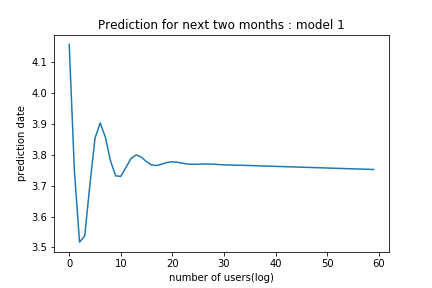 Prediction for next two months : model 1
prediction date
4.1
4.0
3.9
3.8
3.7
3.6
3.5
0 10 20 30 40 50 60
number of users(log)